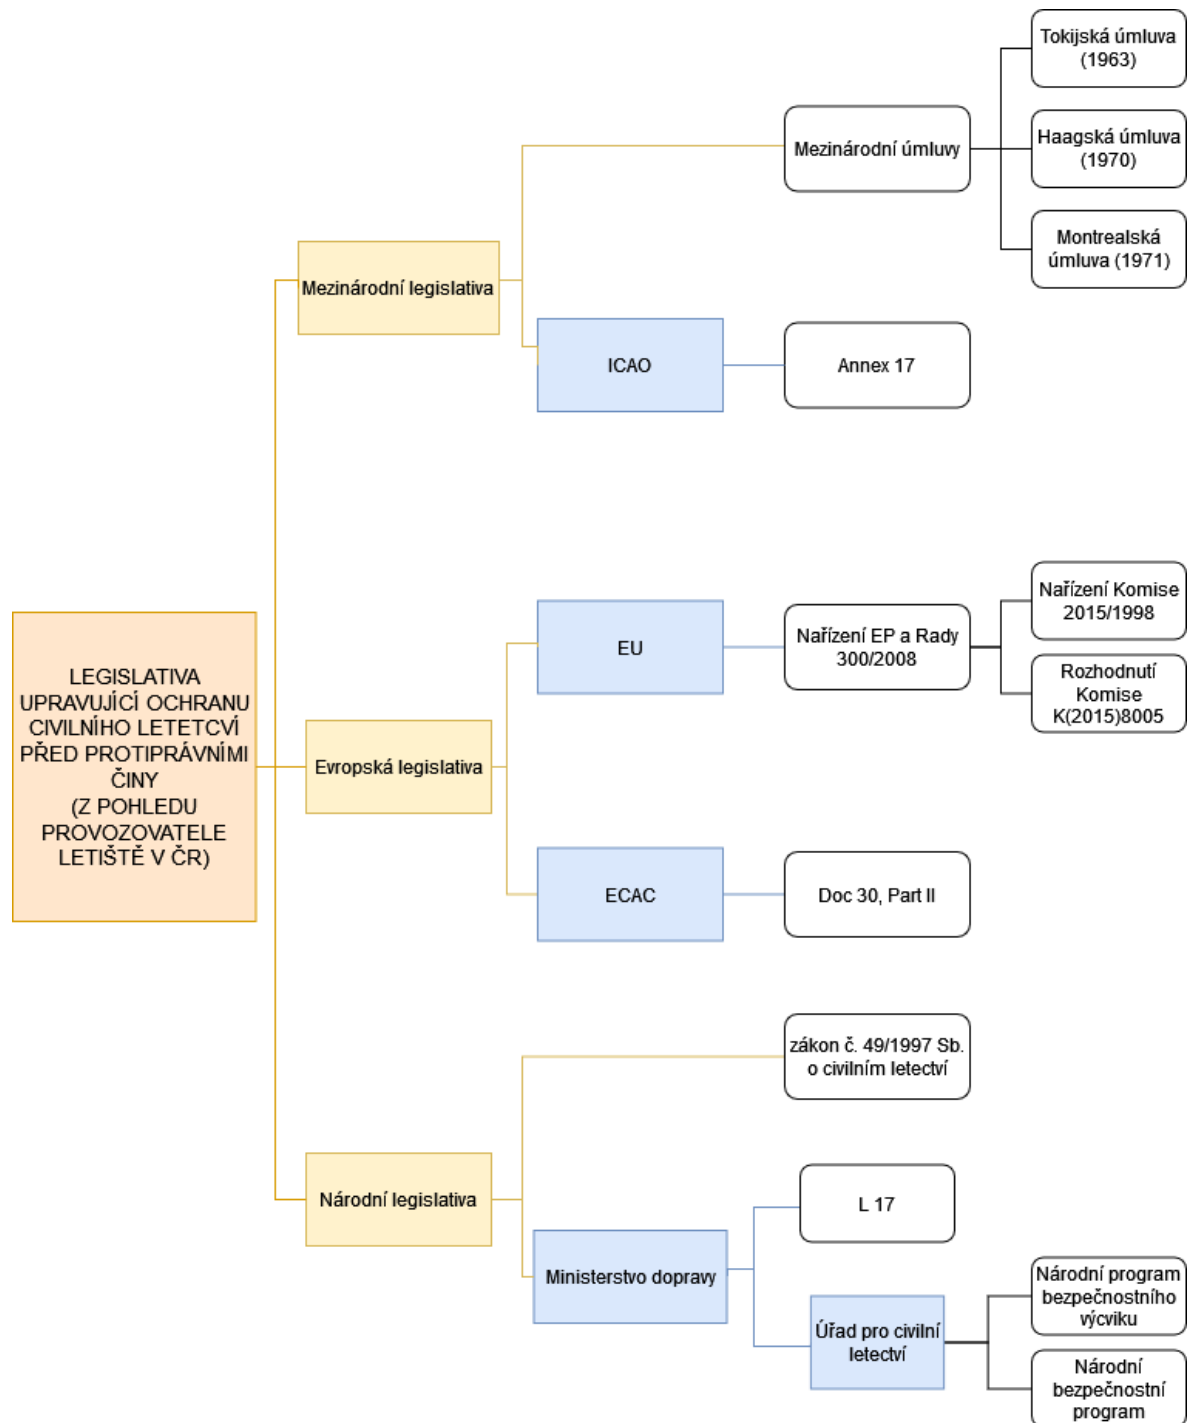 LEGISLATIVA
UPRAVUJÍCÍ OCHRANU
CIVILNÍHO LETETCVÍ
PŘED PROTIPRÁVNÍMI
ČINY
(Z POHLEDU
PROVOZOVATELE
LETIŠTĚ V ČR)
Mezinárodní legislativa
Mezinárodní úmluvy
Tokijská úmluva
(1963)
Haagská úmluva
(1970)
Montrealská
úmluva (1971)
ICAO
Annex 17
Evropská legislativa
EU
Nařízení EP a Rady
300/2008
Nařízení Komise
2015/1998
Rozhodnutí
Komise
K(2015)8005
ECAC
Doc 30, Part II
Národní legislativa
zákon č. 49/1997 Sb.
o civilním letectví
Ministerstvo dopravy
L 17
Úřad pro civilní
letectví
Národní program
bezpečnostního
výcviku
Národní
bezpečnostní
program